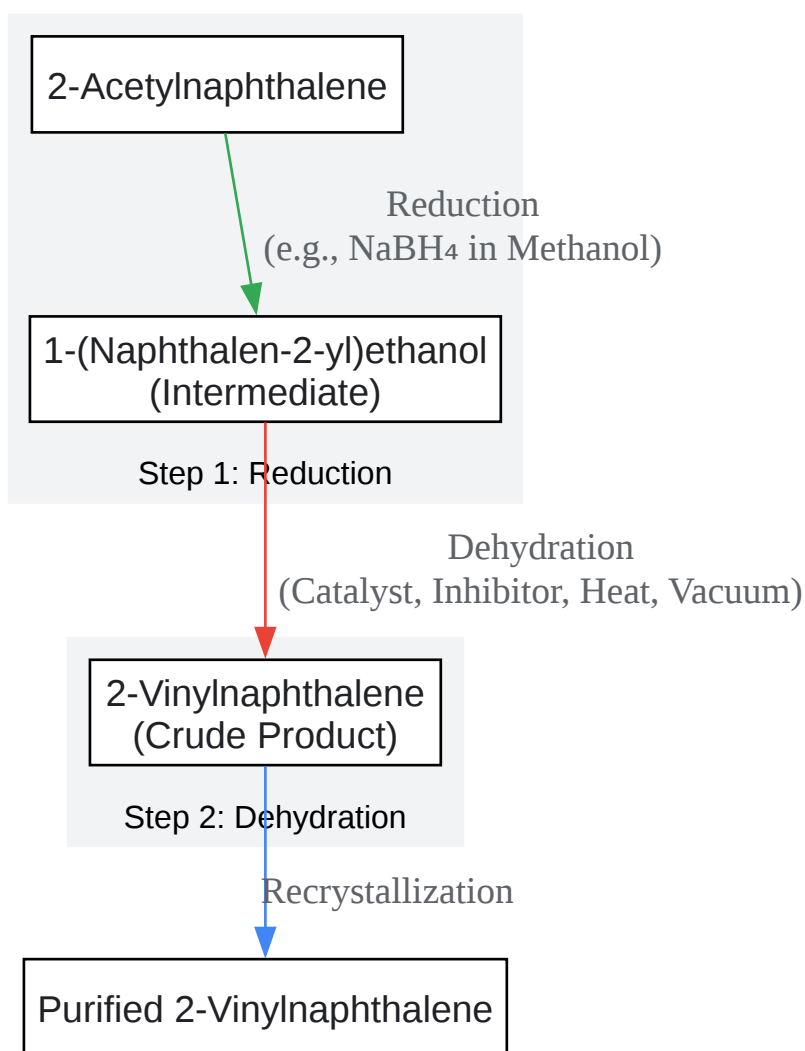 2-Acetylnaphthalene
Reduction
(e.g., NaBH₄ in Methanol)
1-(Naphthalen-2-yl)ethanol
(Intermediate)
Step 1: Reduction
Dehydration
(Catalyst, Inhibitor, Heat, Vacuum)
2-Vinylnaphthalene
(Crude Product)
Step 2: Dehydration
Recrystallization
Purified 2-Vinylnaphthalene